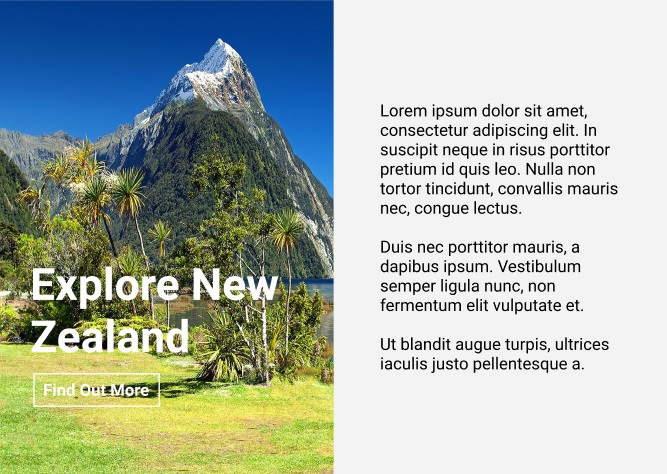 Explore New
Zealand
Find Out More
Lorem ipsum dolor sit amet,
consectetur adipiscing elit. In
suscipit neque in risus porttitor
pretium id quis leo. Nulla non
tortor tincidunt, convallis mauris
nec, congue lectus.
Duis nec porttitor mauris, a
dapibus ipsum. Vestibulum
semper ligula nunc, non
fermentum elit vulputate et.
Ut blandit augue turpis, ultrices
iaculis justo pellentesque a.